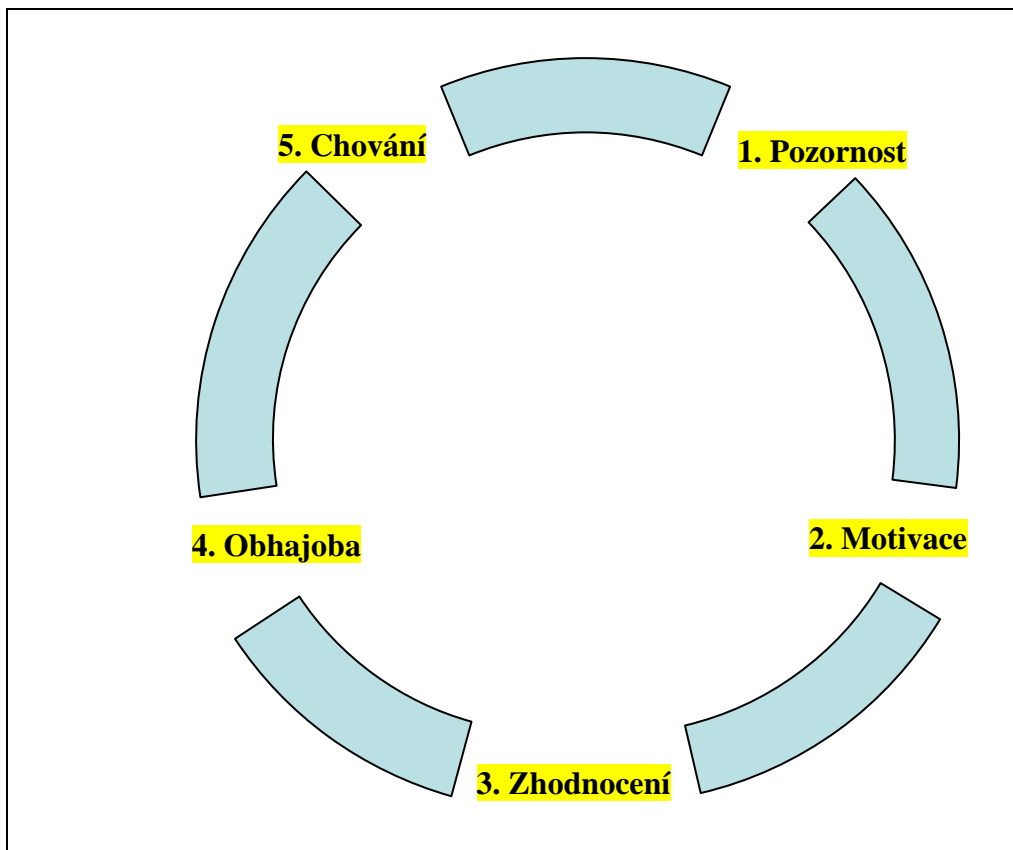 1. Pozornost
2. Motivace
3. Zhodnocení
4. Obhajoba
5. Chování